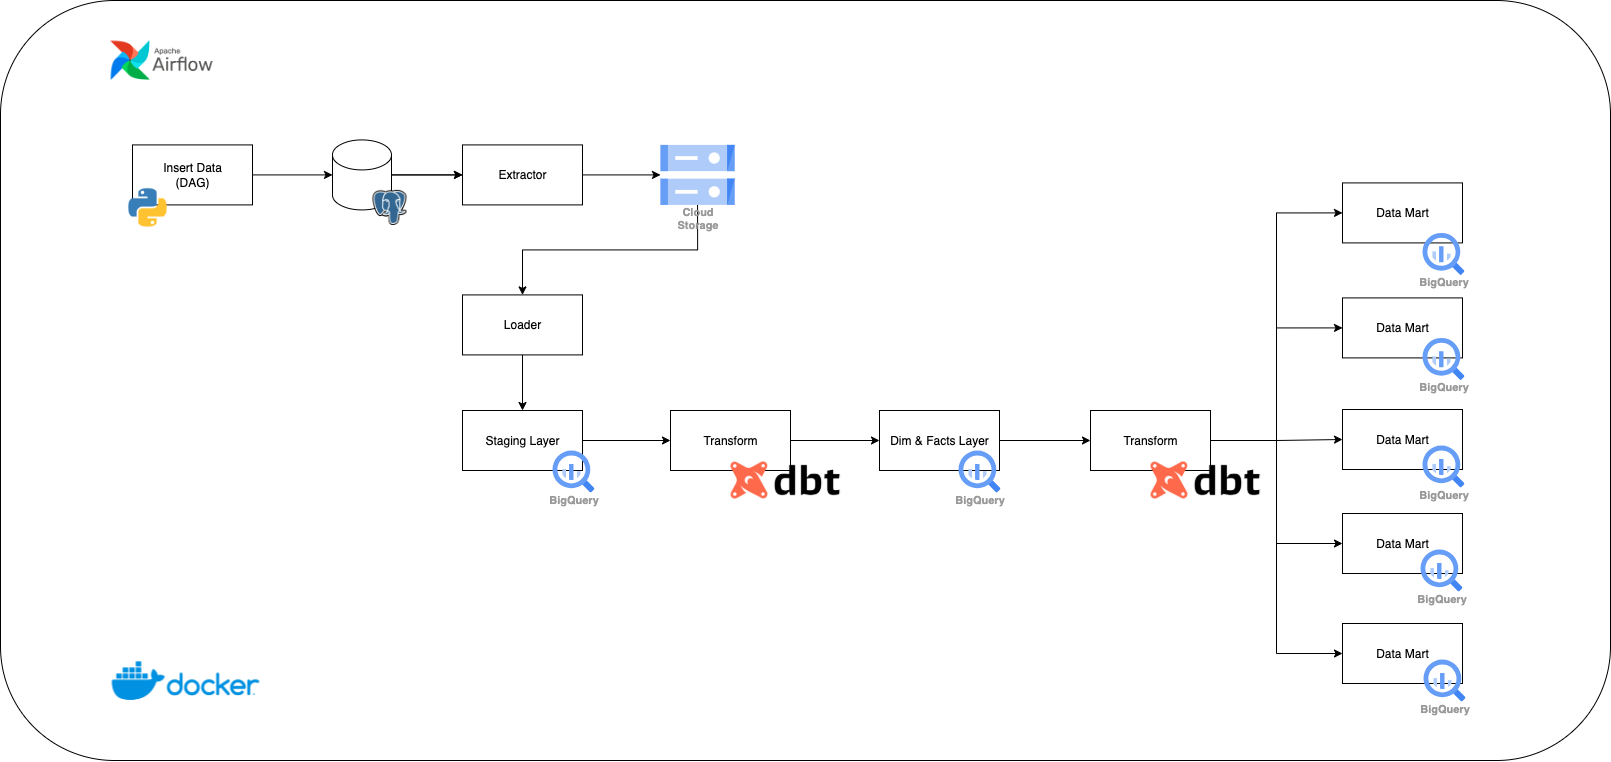 Apache
Airflow
Insert Data
(DAG)
Extractor
Cloud
Storage
Loader
Staging Layer
BigQuery
Transform
dbt
Dim & Facts Layer
BigQuery
Transform
dbt
Data Mart
BigQuery
Data Mart
BigQuery
Data Mart
BigQuery
Data Mart
BigQuery
Data Mart
BigQuery
docker